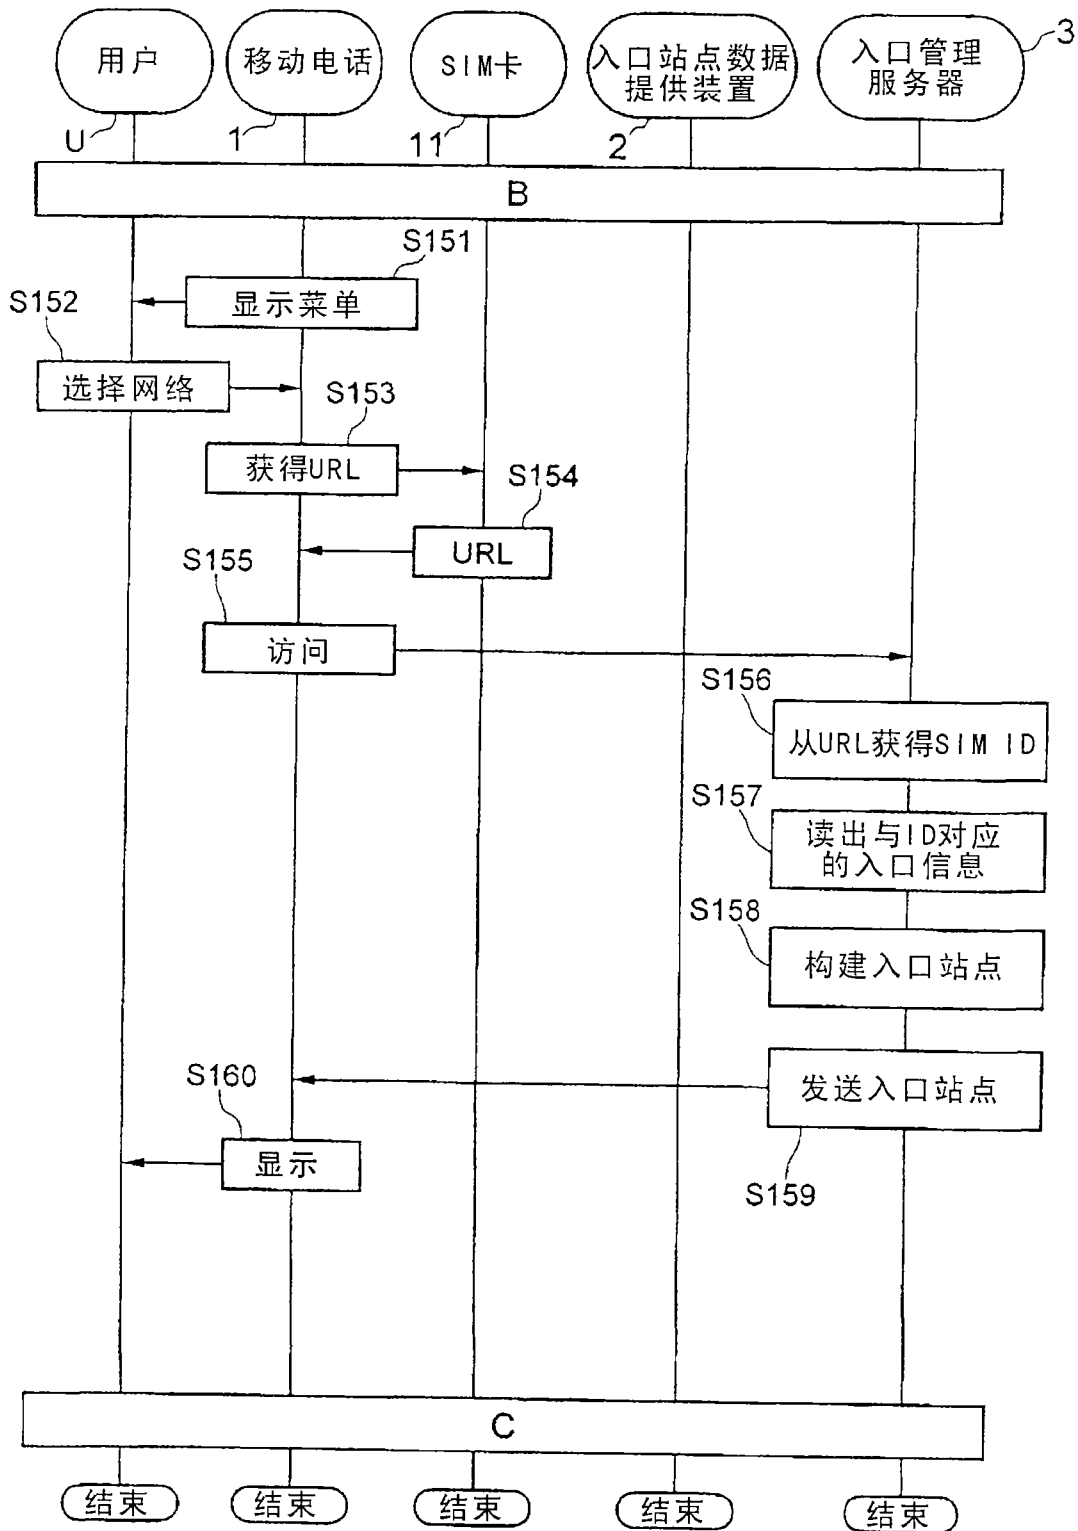 用户
移动电话
SIM卡
入口站点数据
提供装置
入口管理
服务器
3
U
1
11
2
B
S151
显示菜单
S152
选择网络
S153
获得URL
S154
URL
S155
访问
S156
从URL获得SIM ID
S157
读出与ID对应
的入口信息
S158
构建入口站点
发送入口站点
S159
S160
显示
C
结束
结束
结束
结束
结束